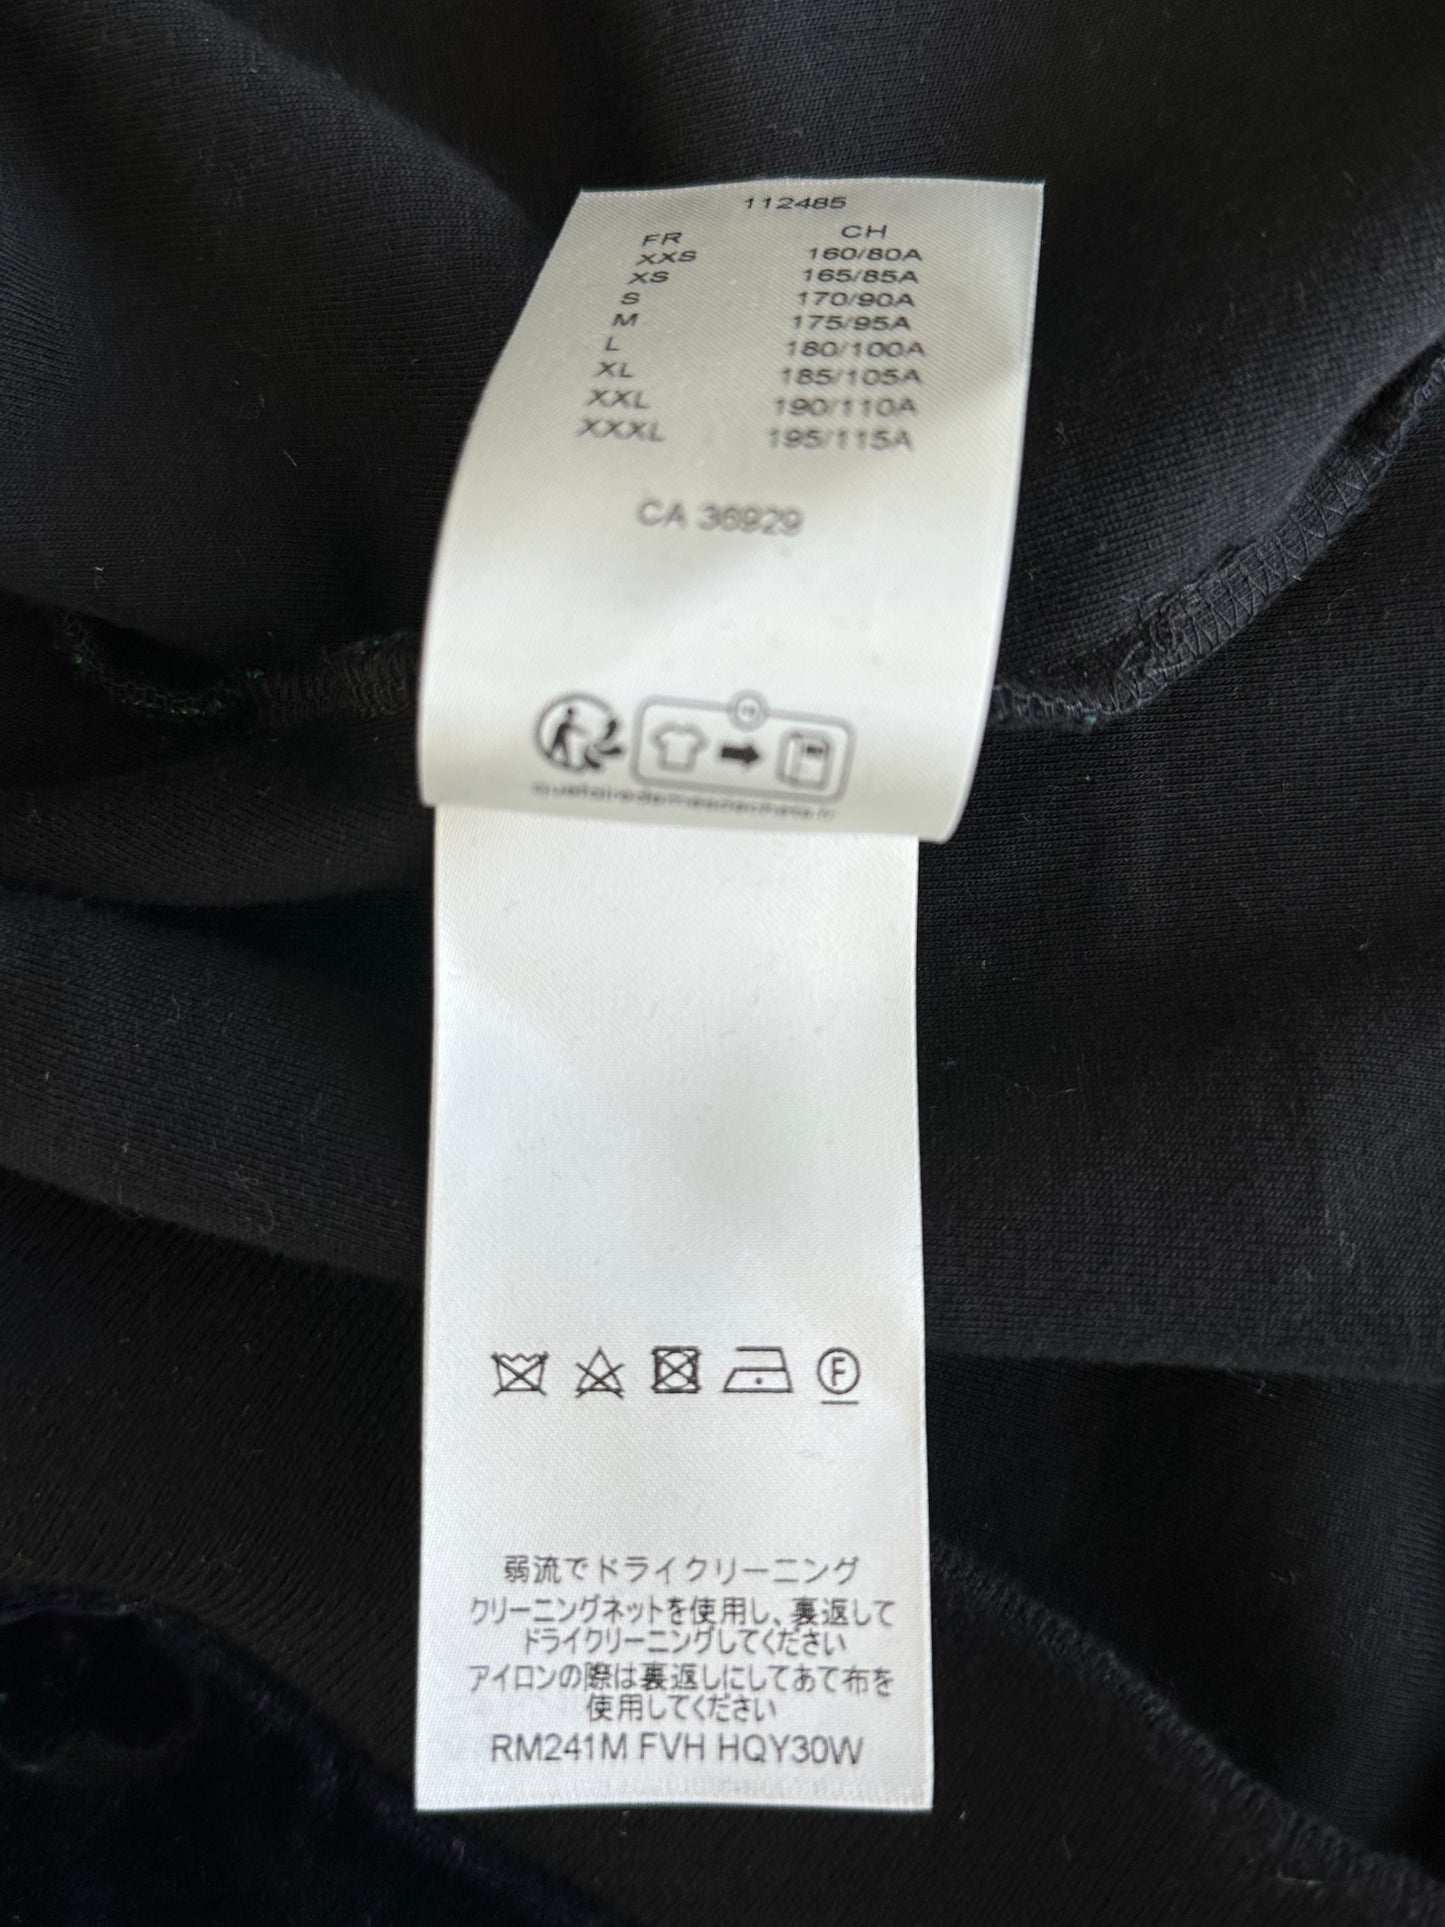 112485
FR CH
XXS 160/80A
XS 165/85A
S 170/90A
M 175/95A
L 180/100A
XL 185/105A
XXL 190/110A
XXXL 195/115A
CA 36929
FR
quefairedemesdechets.fr
F
弱流でドライクリーニング
クリーニングネットを使用し、裏返して
ドライクリーニングしてください
アイロンの際は裏返しにしてあて布を
使用してください
RM241M FVH HQY30W